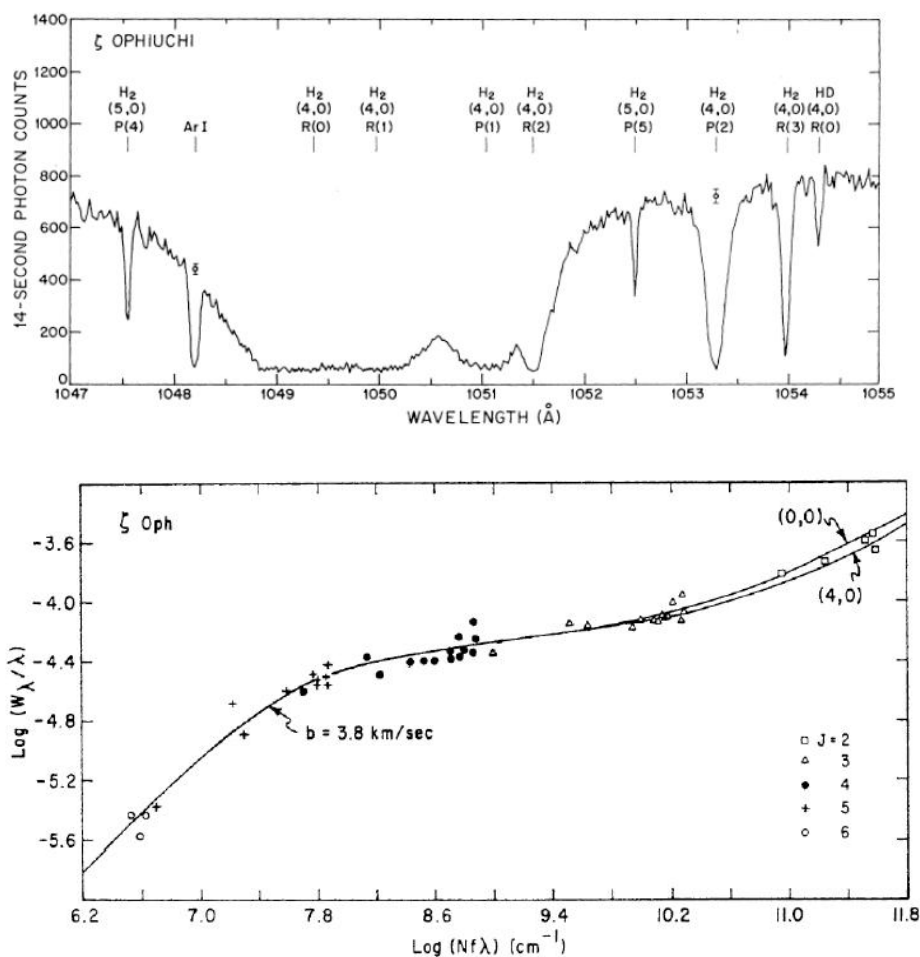 1400
ζ OPHIUCHI
1200
1000
800
600
400
200
0
14-SECOND PHOTON COUNTS
H₂ H₂ H₂ H₂ H₂ H₂ H₂ H₂ HD
(5,0) (4,0) (4,0) (4,0) (4,0) (5,0) (4,0) (4,0) (4,0)
P(4) Ar I R(0) R(1) P(1) R(2) P(5) P(2) R(3) R(0)
1047 1048 1049 1050 1051 1052 1053 1054 1055
WAVELENGTH (Å)
ζ Oph
(0,0)
(4,0)
-3.6
-4.0
-4.4
-4.8
-5.2
-5.6
Log (Wλ/λ)
b = 3.8 km/sec
J = 2
3
4
5
6
6.2 7.0 7.8 8.6 9.4 10.2 11.0 11.8
Log (Nfλ) (cm⁻¹)